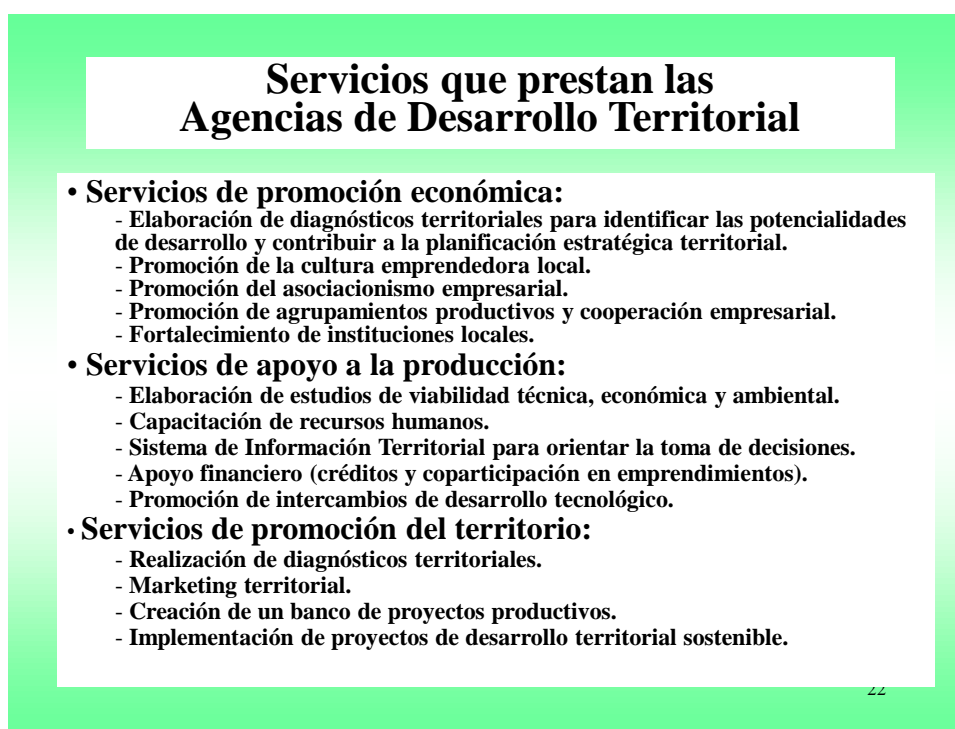 Servicios que prestan las
Agencias de Desarrollo Territorial
• Servicios de promoción económica:
- Elaboración de diagnósticos territoriales para identificar las potencialidades
de desarrollo y contribuir a la planificación estratégica territorial.
- Promoción de la cultura emprendedora local.
- Promoción del asociacionismo empresarial.
- Promoción de agrupamientos productivos y cooperación empresarial.
- Fortalecimiento de instituciones locales.
• Servicios de apoyo a la producción:
- Elaboración de estudios de viabilidad técnica, económica y ambiental.
- Capacitación de recursos humanos.
- Sistema de Información Territorial para orientar la toma de decisiones.
- Apoyo financiero (créditos y coparticipación en emprendimientos).
- Promoción de intercambios de desarrollo tecnológico.
• Servicios de promoción del territorio:
- Realización de diagnósticos territoriales.
- Marketing territorial.
- Creación de un banco de proyectos productivos.
- Implementación de proyectos de desarrollo territorial sostenible.
22